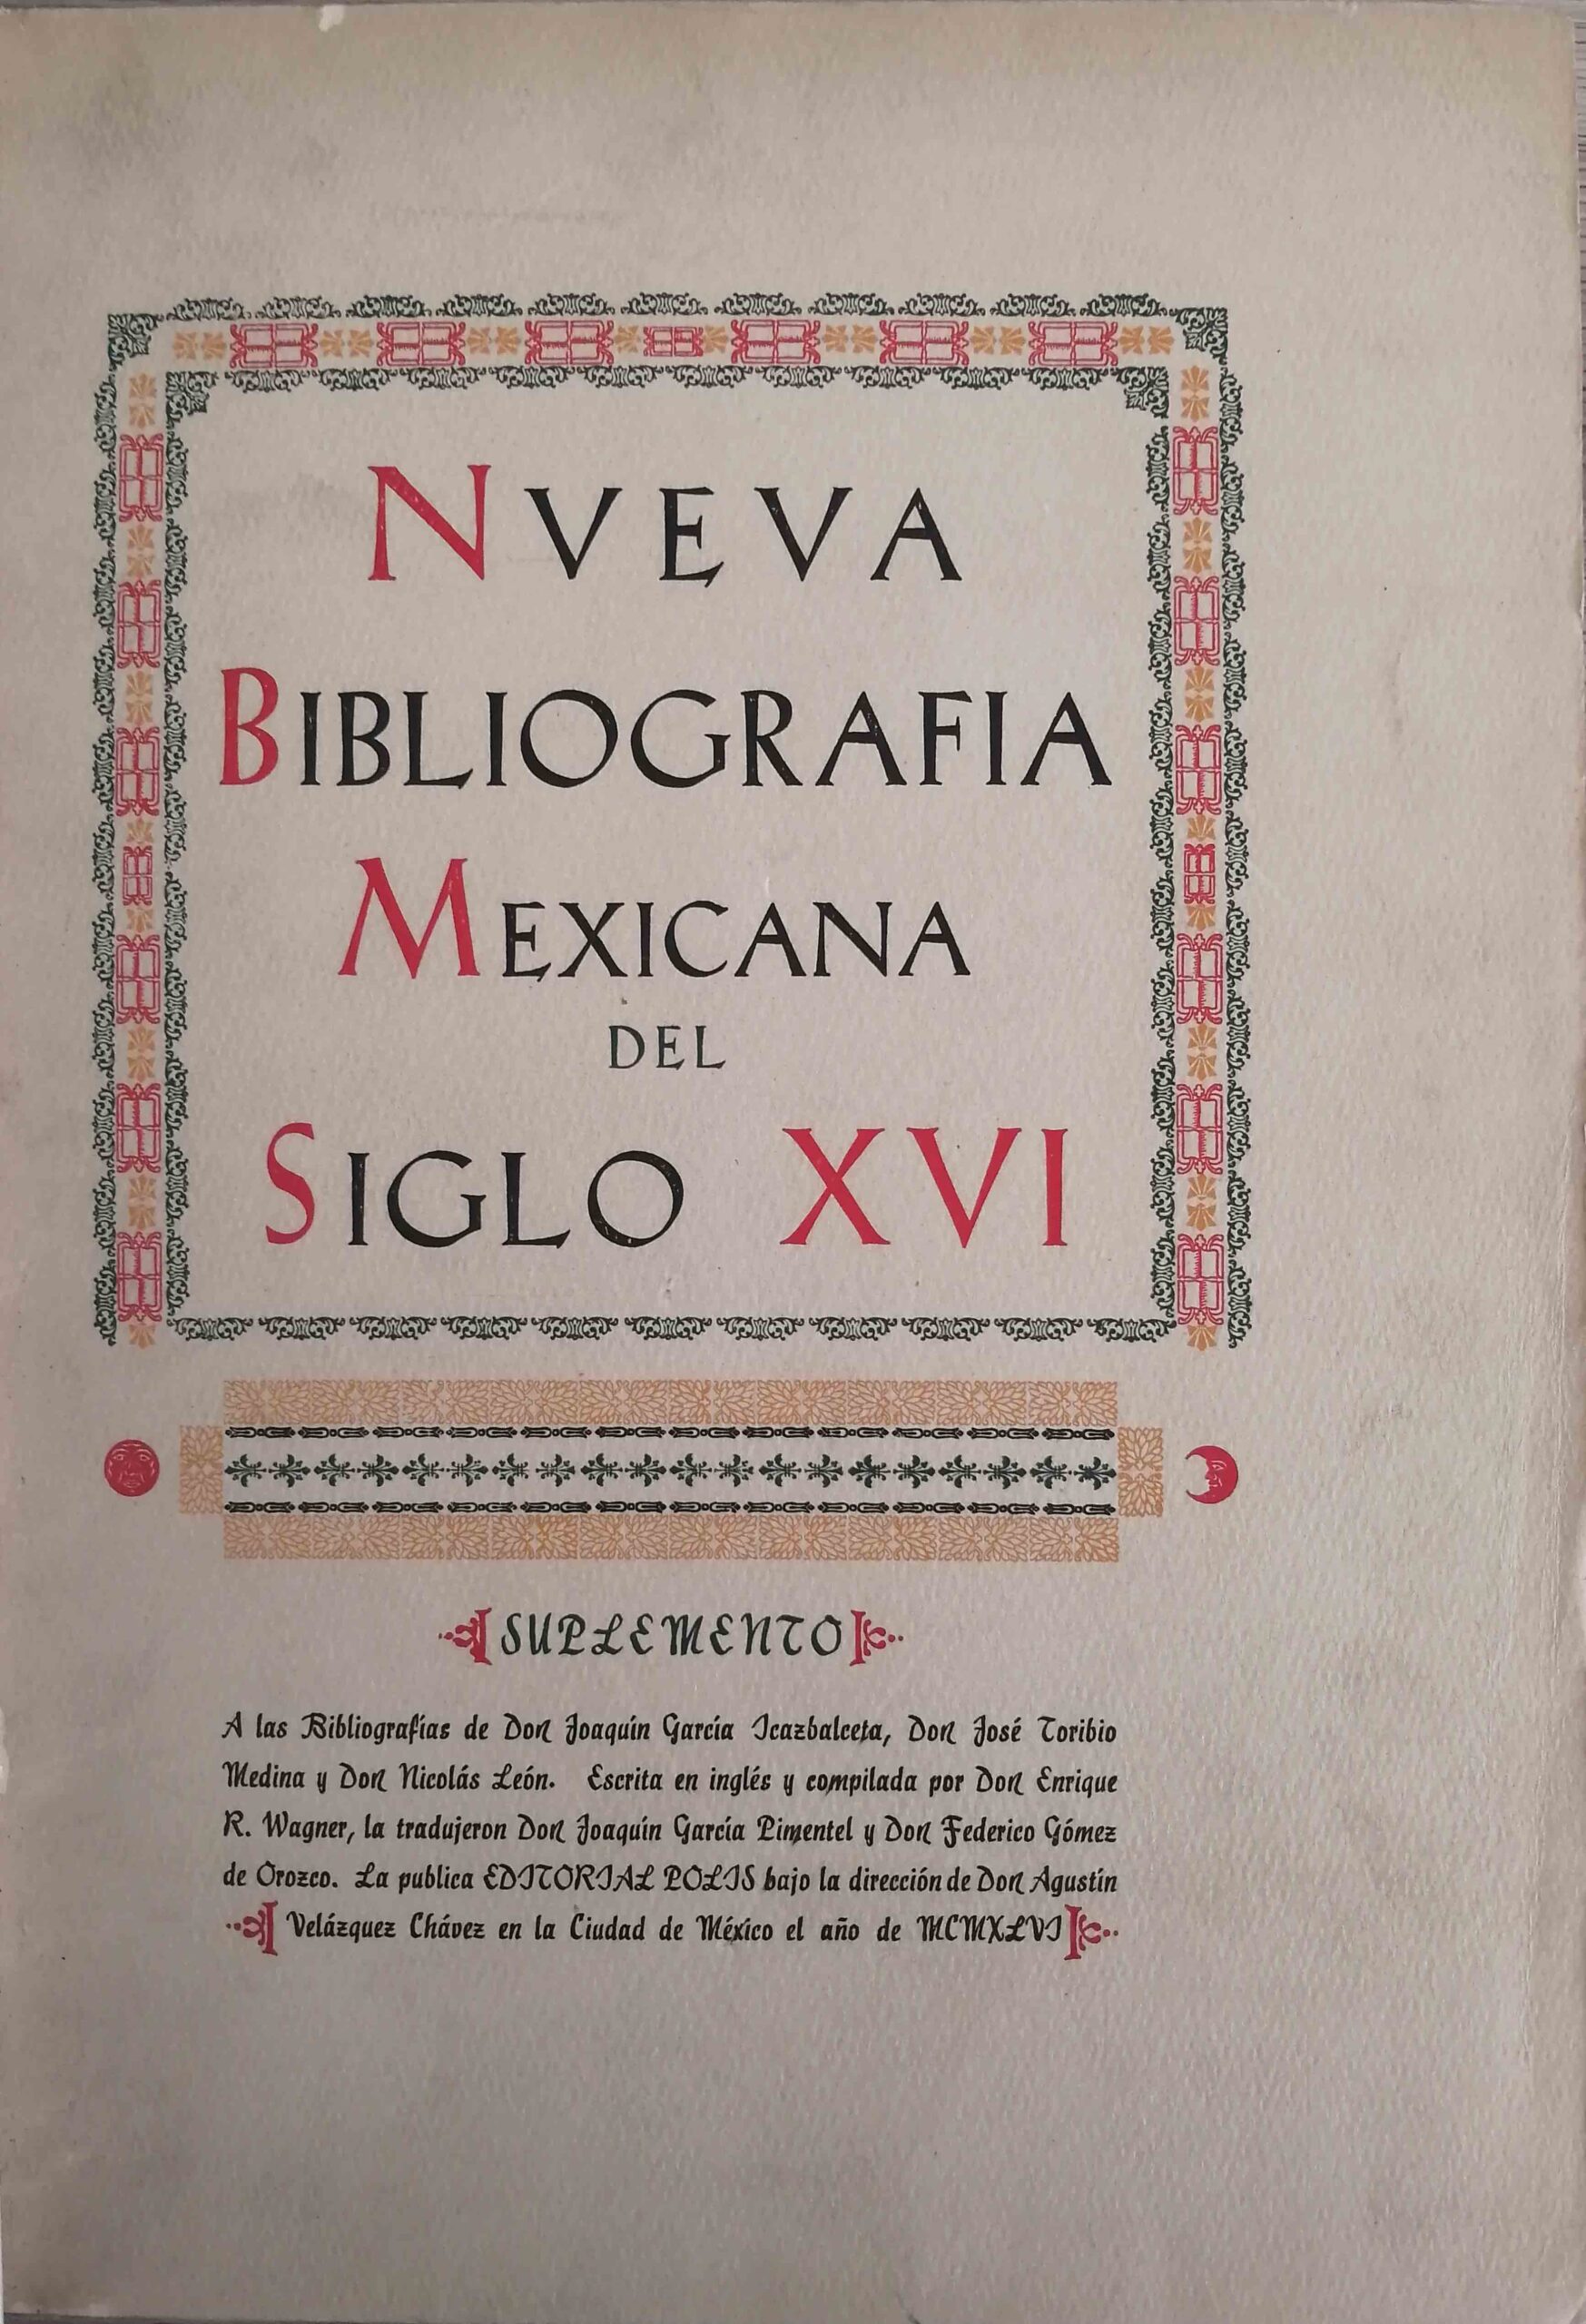 NVEVA
BIBLIOGRAFIA
MEXICANA
DEL
SIGLO XVI
SUPLEMENTO
A las Bibliografías de Don Joaquín García Icazbalceta, Don José Toribio
Medina y Don Nicolás León. Escrita en inglés y compilada por Don Enrique
R. Wagner, la tradujeron Don Joaquín García Pimentel y Don Federico Gómez
de Orozco. La publica EDITORIAL POLIS bajo la dirección de Don Agustín
Velázquez Chávez en la Ciudad de México el año de MCMXLVI